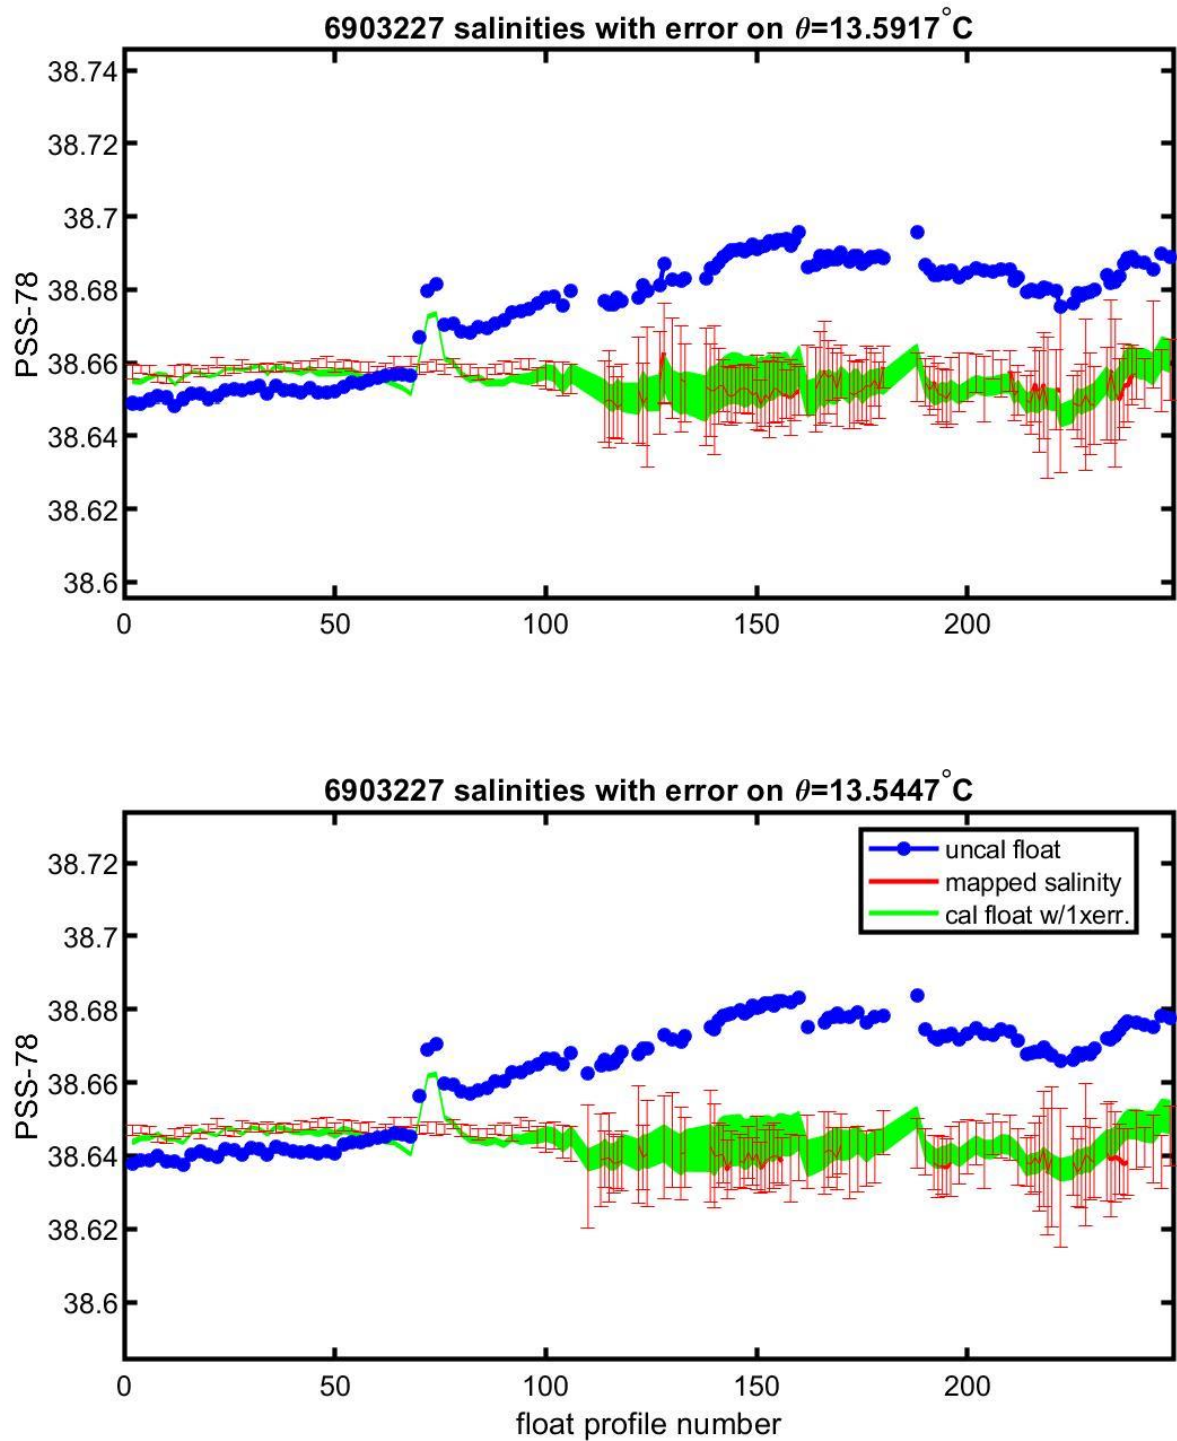 6903227 salinities with error on θ=13.5917°C
38.74
38.72
38.7
38.68
38.66
38.64
38.62
38.6
PSS-78
0 50 100 150 200
6903227 salinities with error on θ=13.5447°C
38.72
38.7
38.68
38.66
38.64
38.62
38.6
PSS-78
uncal float
mapped salinity
cal float w/1xerr.
0 50 100 150 200
float profile number